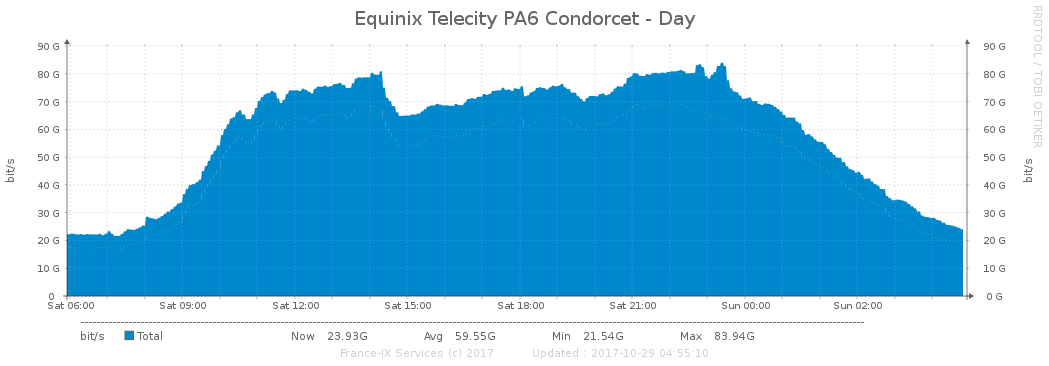 Equinix Telecity PA6 Condorcet - Day
RRDTOOL / TOBI OETIKER
bit/s
90 G 90 G
80 G 80 G
70 G 70 G
60 G 60 G
50 G 50 G
40 G 40 G
30 G 30 G
20 G 20 G
10 G 10 G
0 0 G
bit/s
Sat 06:00 Sat 09:00 Sat 12:00 Sat 15:00 Sat 18:00 Sat 21:00 Sun 00:00 Sun 02:00
bit/s Total Now 23.93G Avg 59.55G Min 21.54G Max 83.94G
France-IX Services (c) 2017 Updated : 2017-10-29 04:55:10